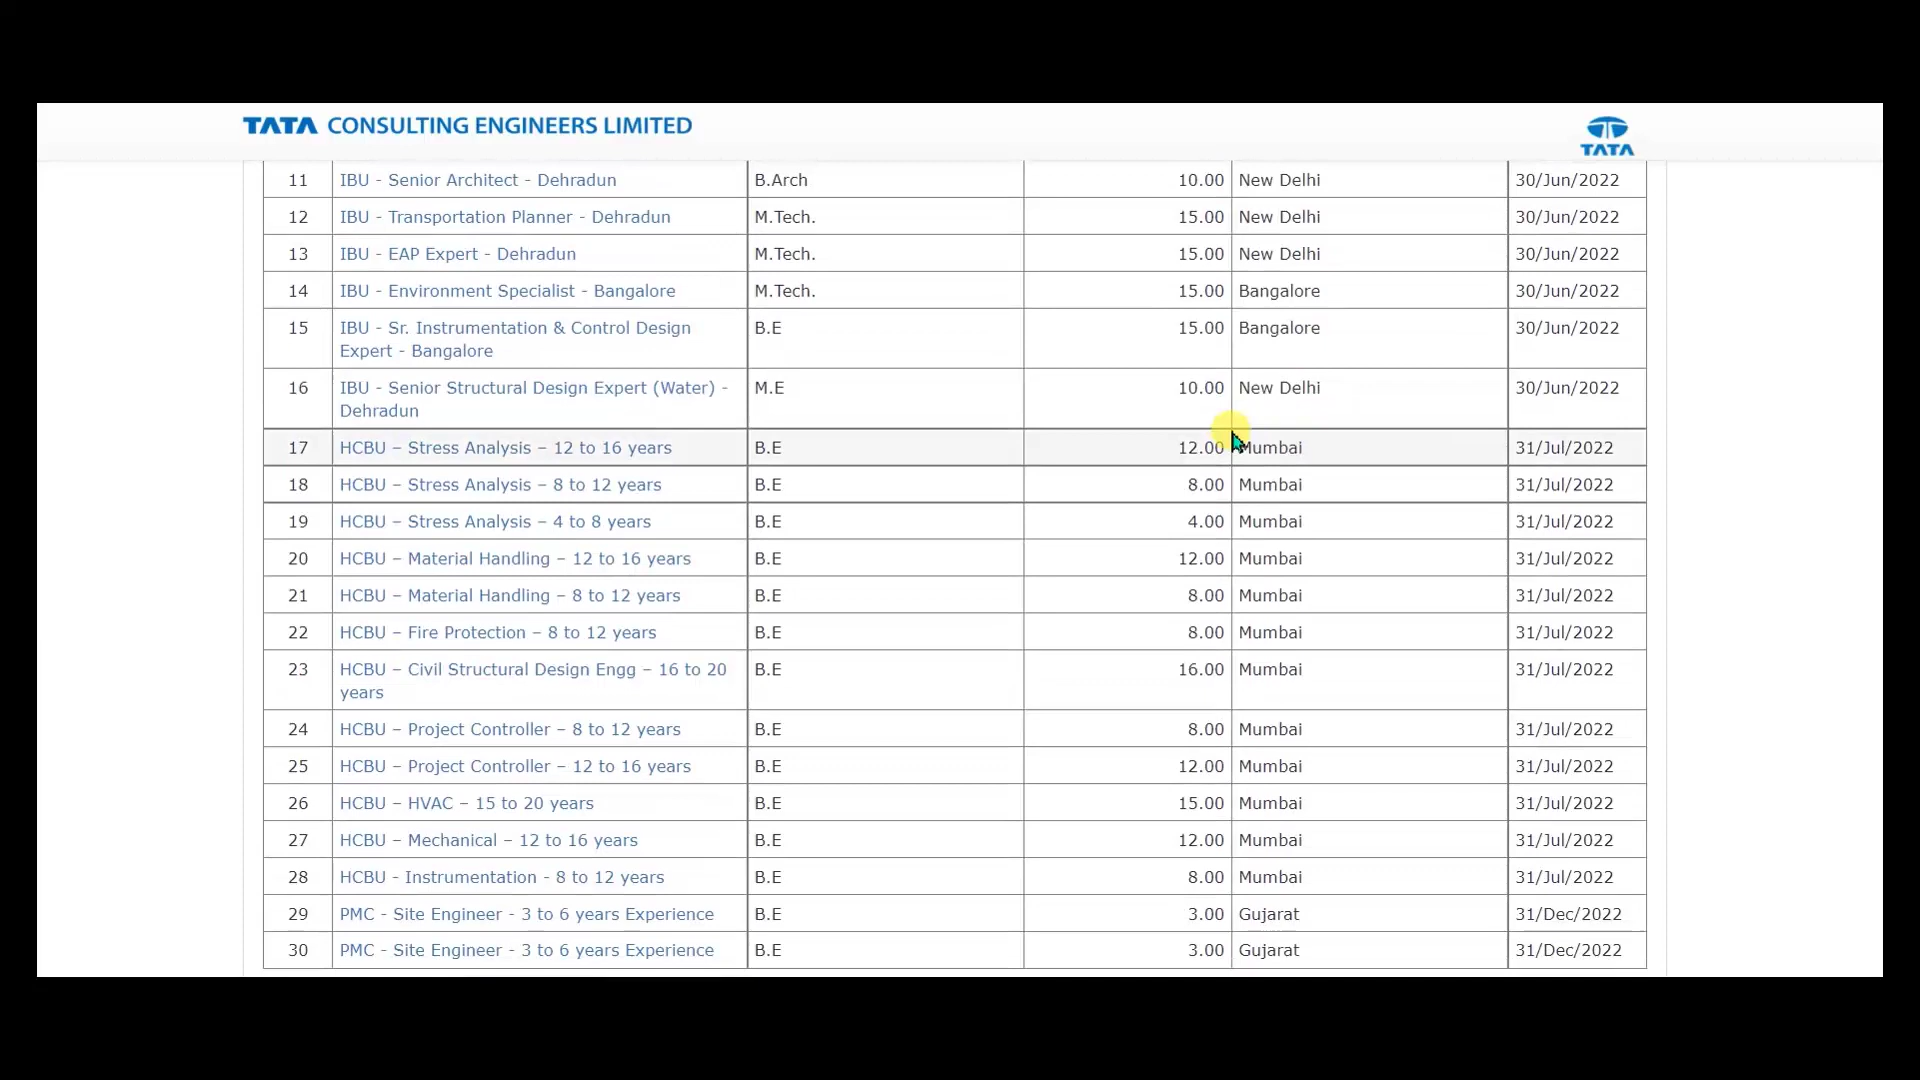 TATA CONSULTING ENGINEERS LIMITED
TATA
11 IBU - Senior Architect - Dehradun B.Arch 10.00 New Delhi 30/Jun/2022
12 IBU - Transportation Planner - Dehradun M.Tech. 15.00 New Delhi 30/Jun/2022
13 IBU - EAP Expert - Dehradun M.Tech. 15.00 New Delhi 30/Jun/2022
14 IBU - Environment Specialist - Bangalore M.Tech. 15.00 Bangalore 30/Jun/2022
15 IBU - Sr. Instrumentation & Control Design B.E 15.00 Bangalore 30/Jun/2022
Expert - Bangalore
16 IBU - Senior Structural Design Expert (Water) - M.E 10.00 New Delhi 30/Jun/2022
Dehradun
17 HCBU – Stress Analysis – 12 to 16 years B.E 12.00 Mumbai 31/Jul/2022
18 HCBU – Stress Analysis – 8 to 12 years B.E 8.00 Mumbai 31/Jul/2022
19 HCBU – Stress Analysis – 4 to 8 years B.E 4.00 Mumbai 31/Jul/2022
20 HCBU – Material Handling – 12 to 16 years B.E 12.00 Mumbai 31/Jul/2022
21 HCBU – Material Handling – 8 to 12 years B.E 8.00 Mumbai 31/Jul/2022
22 HCBU – Fire Protection – 8 to 12 years B.E 8.00 Mumbai 31/Jul/2022
23 HCBU – Civil Structural Design Engg – 16 to 20 B.E 16.00 Mumbai 31/Jul/2022
years
24 HCBU – Project Controller – 8 to 12 years B.E 8.00 Mumbai 31/Jul/2022
25 HCBU – Project Controller – 12 to 16 years B.E 12.00 Mumbai 31/Jul/2022
26 HCBU – HVAC – 15 to 20 years B.E 15.00 Mumbai 31/Jul/2022
27 HCBU – Mechanical – 12 to 16 years B.E 12.00 Mumbai 31/Jul/2022
28 HCBU - Instrumentation - 8 to 12 years B.E 8.00 Mumbai 31/Jul/2022
29 PMC - Site Engineer - 3 to 6 years Experience B.E 3.00 Gujarat 31/Dec/2022
30 PMC - Site Engineer - 3 to 6 years Experience B.E 3.00 Gujarat 31/Dec/2022